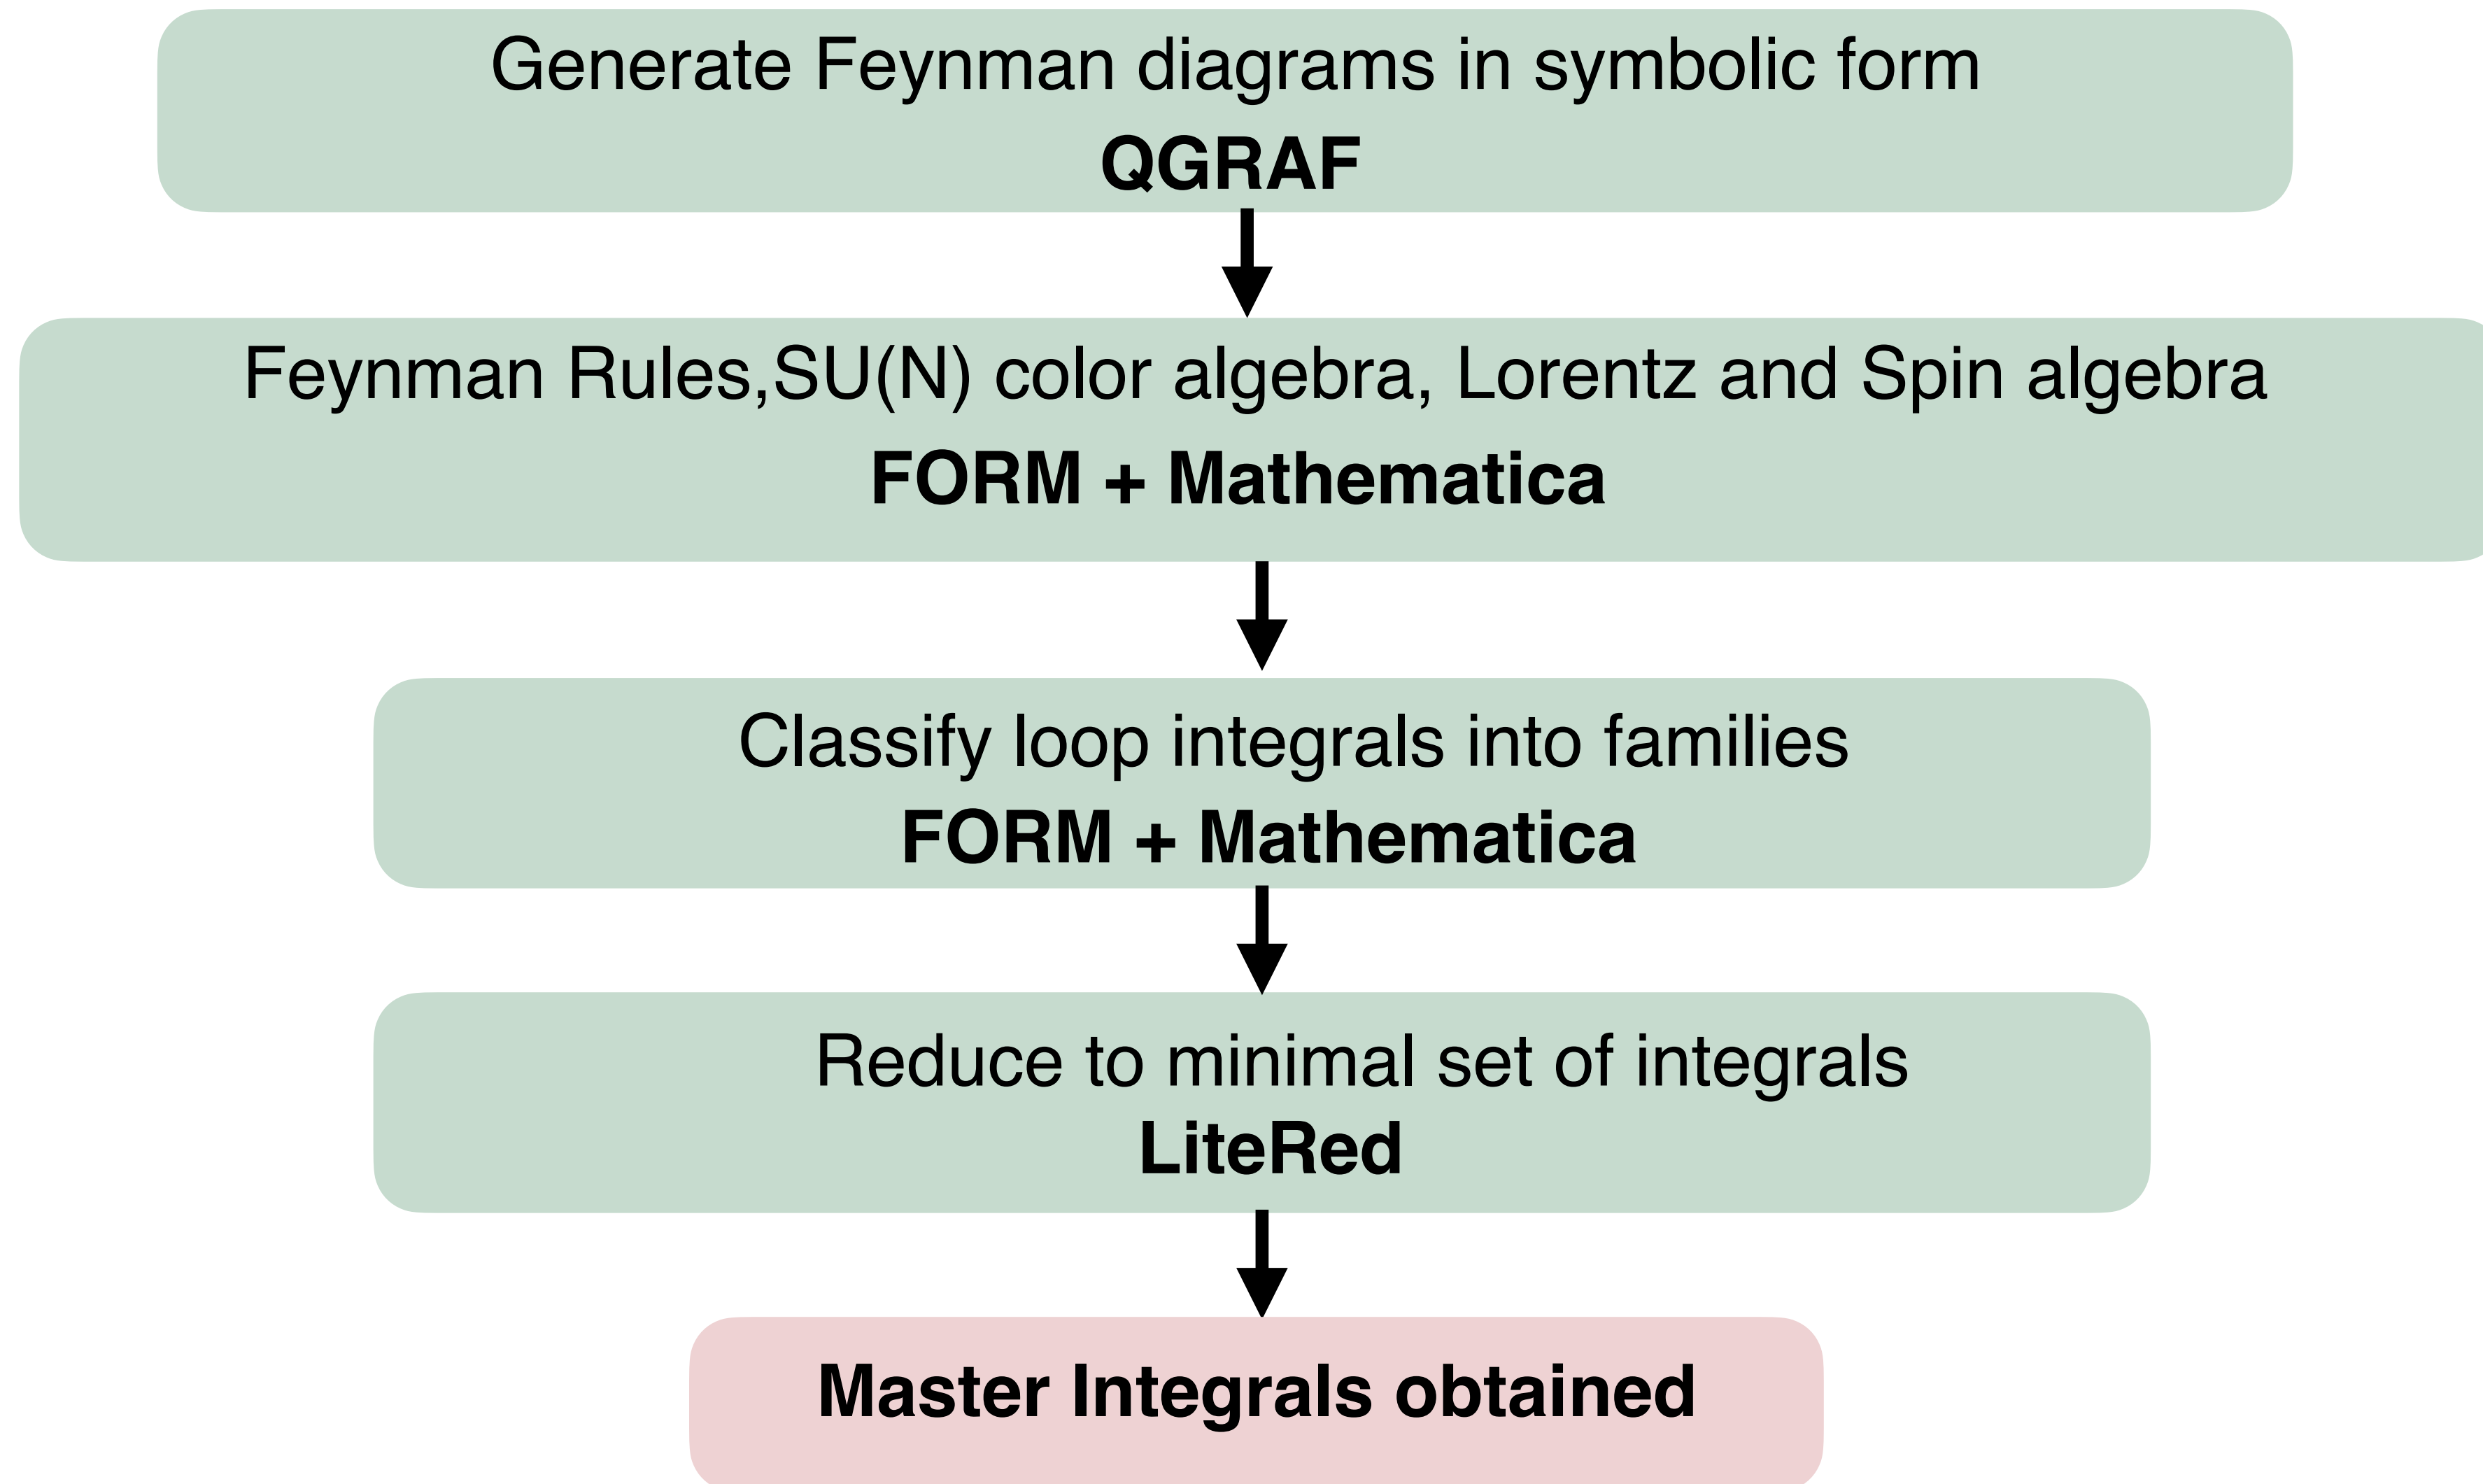 Generate Feynman diagrams in symbolic form
QGRAF
Feynman Rules,SU(N) color algebra, Lorentz and Spin algebra
FORM + Mathematica
Classify loop integrals into families
FORM + Mathematica
Reduce to minimal set of integrals
LiteRed
Master Integrals obtained